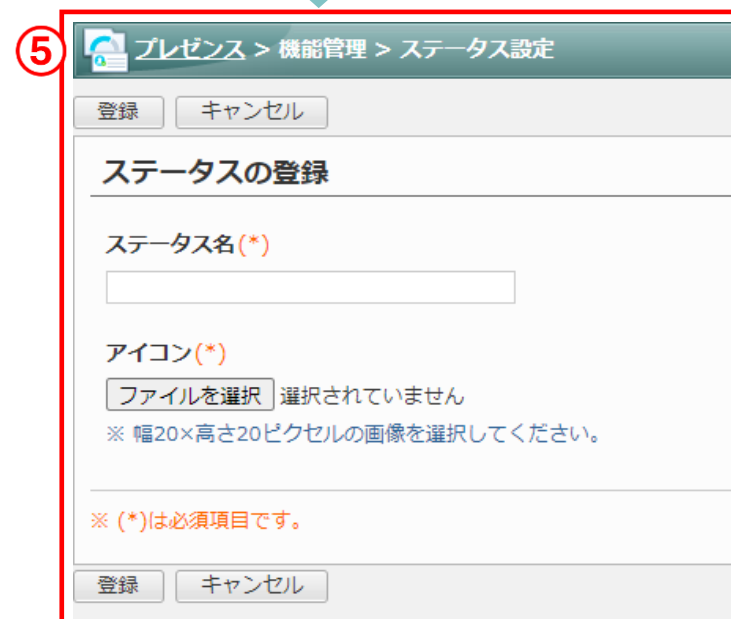 ⑤
プレゼンス > 機能管理 > ステータス設定
登録 キャンセル
ステータスの登録
ステータス名(*)
アイコン(*)
ファイルを選択 選択されていません
※ 幅20×高さ20ピクセルの画像を選択してください。
※ (*)は必須項目です。
登録 キャンセル